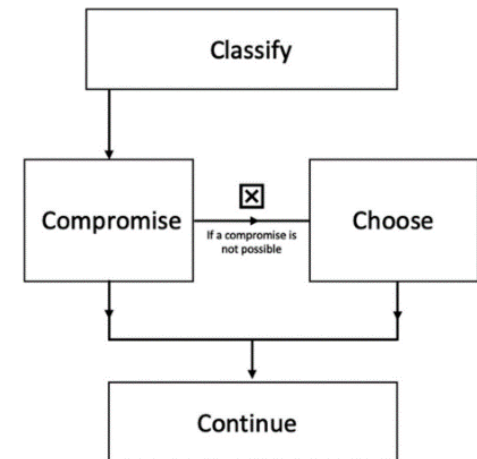 Classify
Compromise
If a compromise is
not possible
Choose
Continue